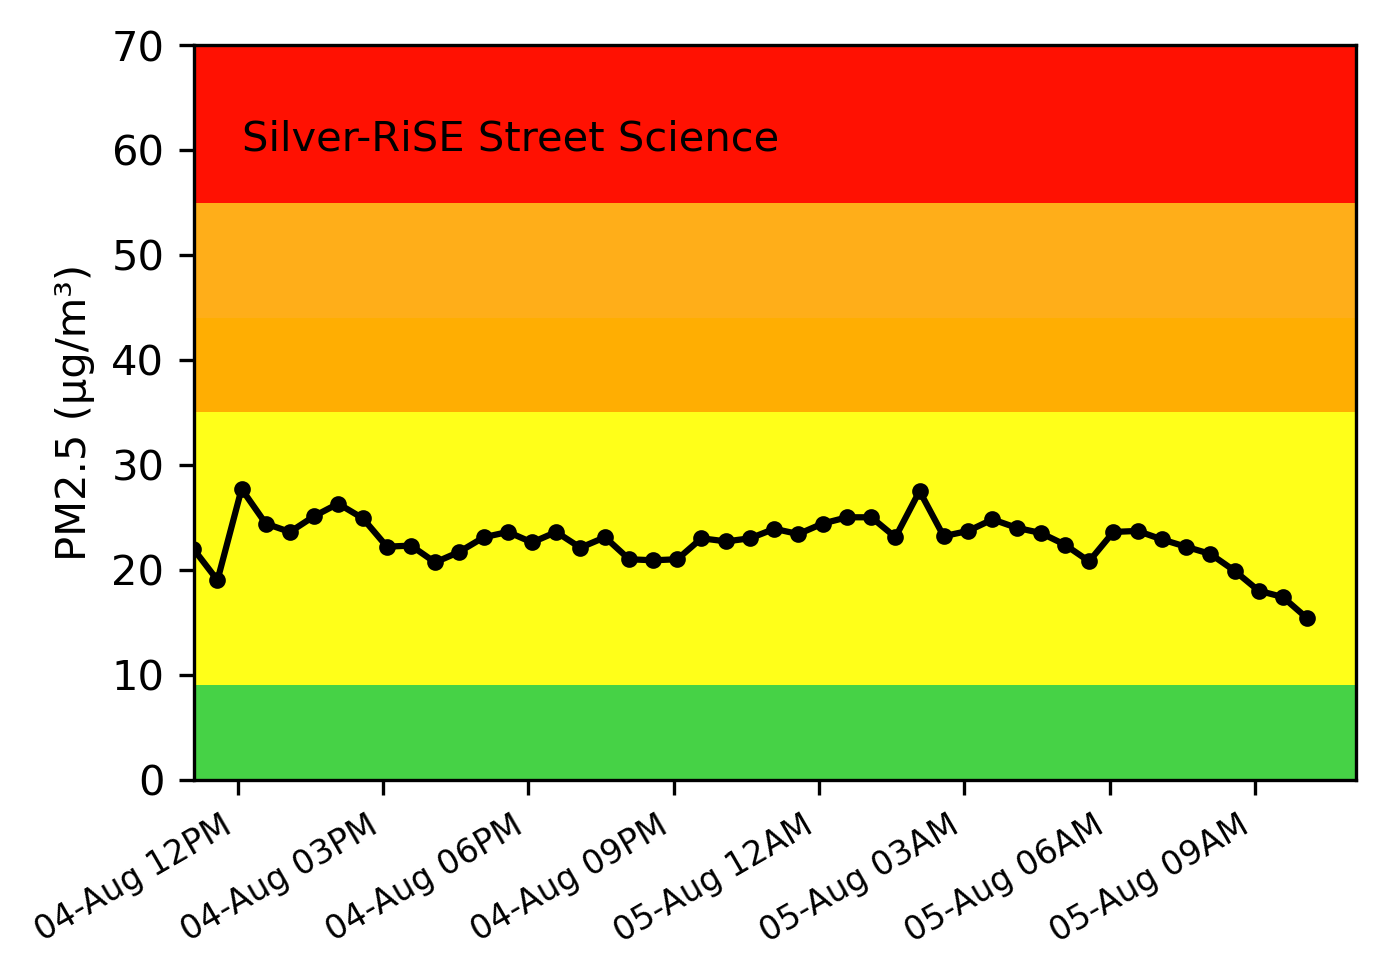 70
Silver-RiSE Street Science
60
50
40
30
20
10
0
PM2.5 (µg/m³)
04-Aug 12PM
04-Aug 03PM
04-Aug 06PM
04-Aug 09PM
05-Aug 12AM
05-Aug 03AM
05-Aug 06AM
05-Aug 09AM